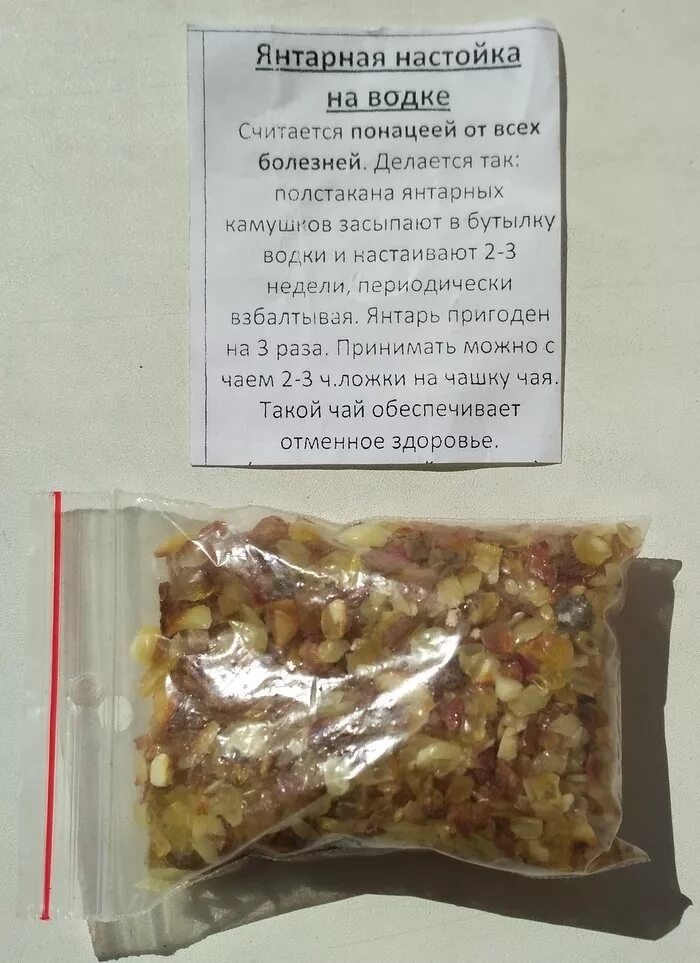 Янтарная настойка
на водке
Считается понацеей от всех
болезней. Делается так:
полстакана янтарных
камушков засыпают в бутылку
водки и настаивают 2-3
недели, периодически
взбалтывая. Янтарь пригоден
на 3 раза. Принимать можно с
чаем 2-3 ч.ложки на чашку чая.
Такой чай обеспечивает
отменное здоровье.